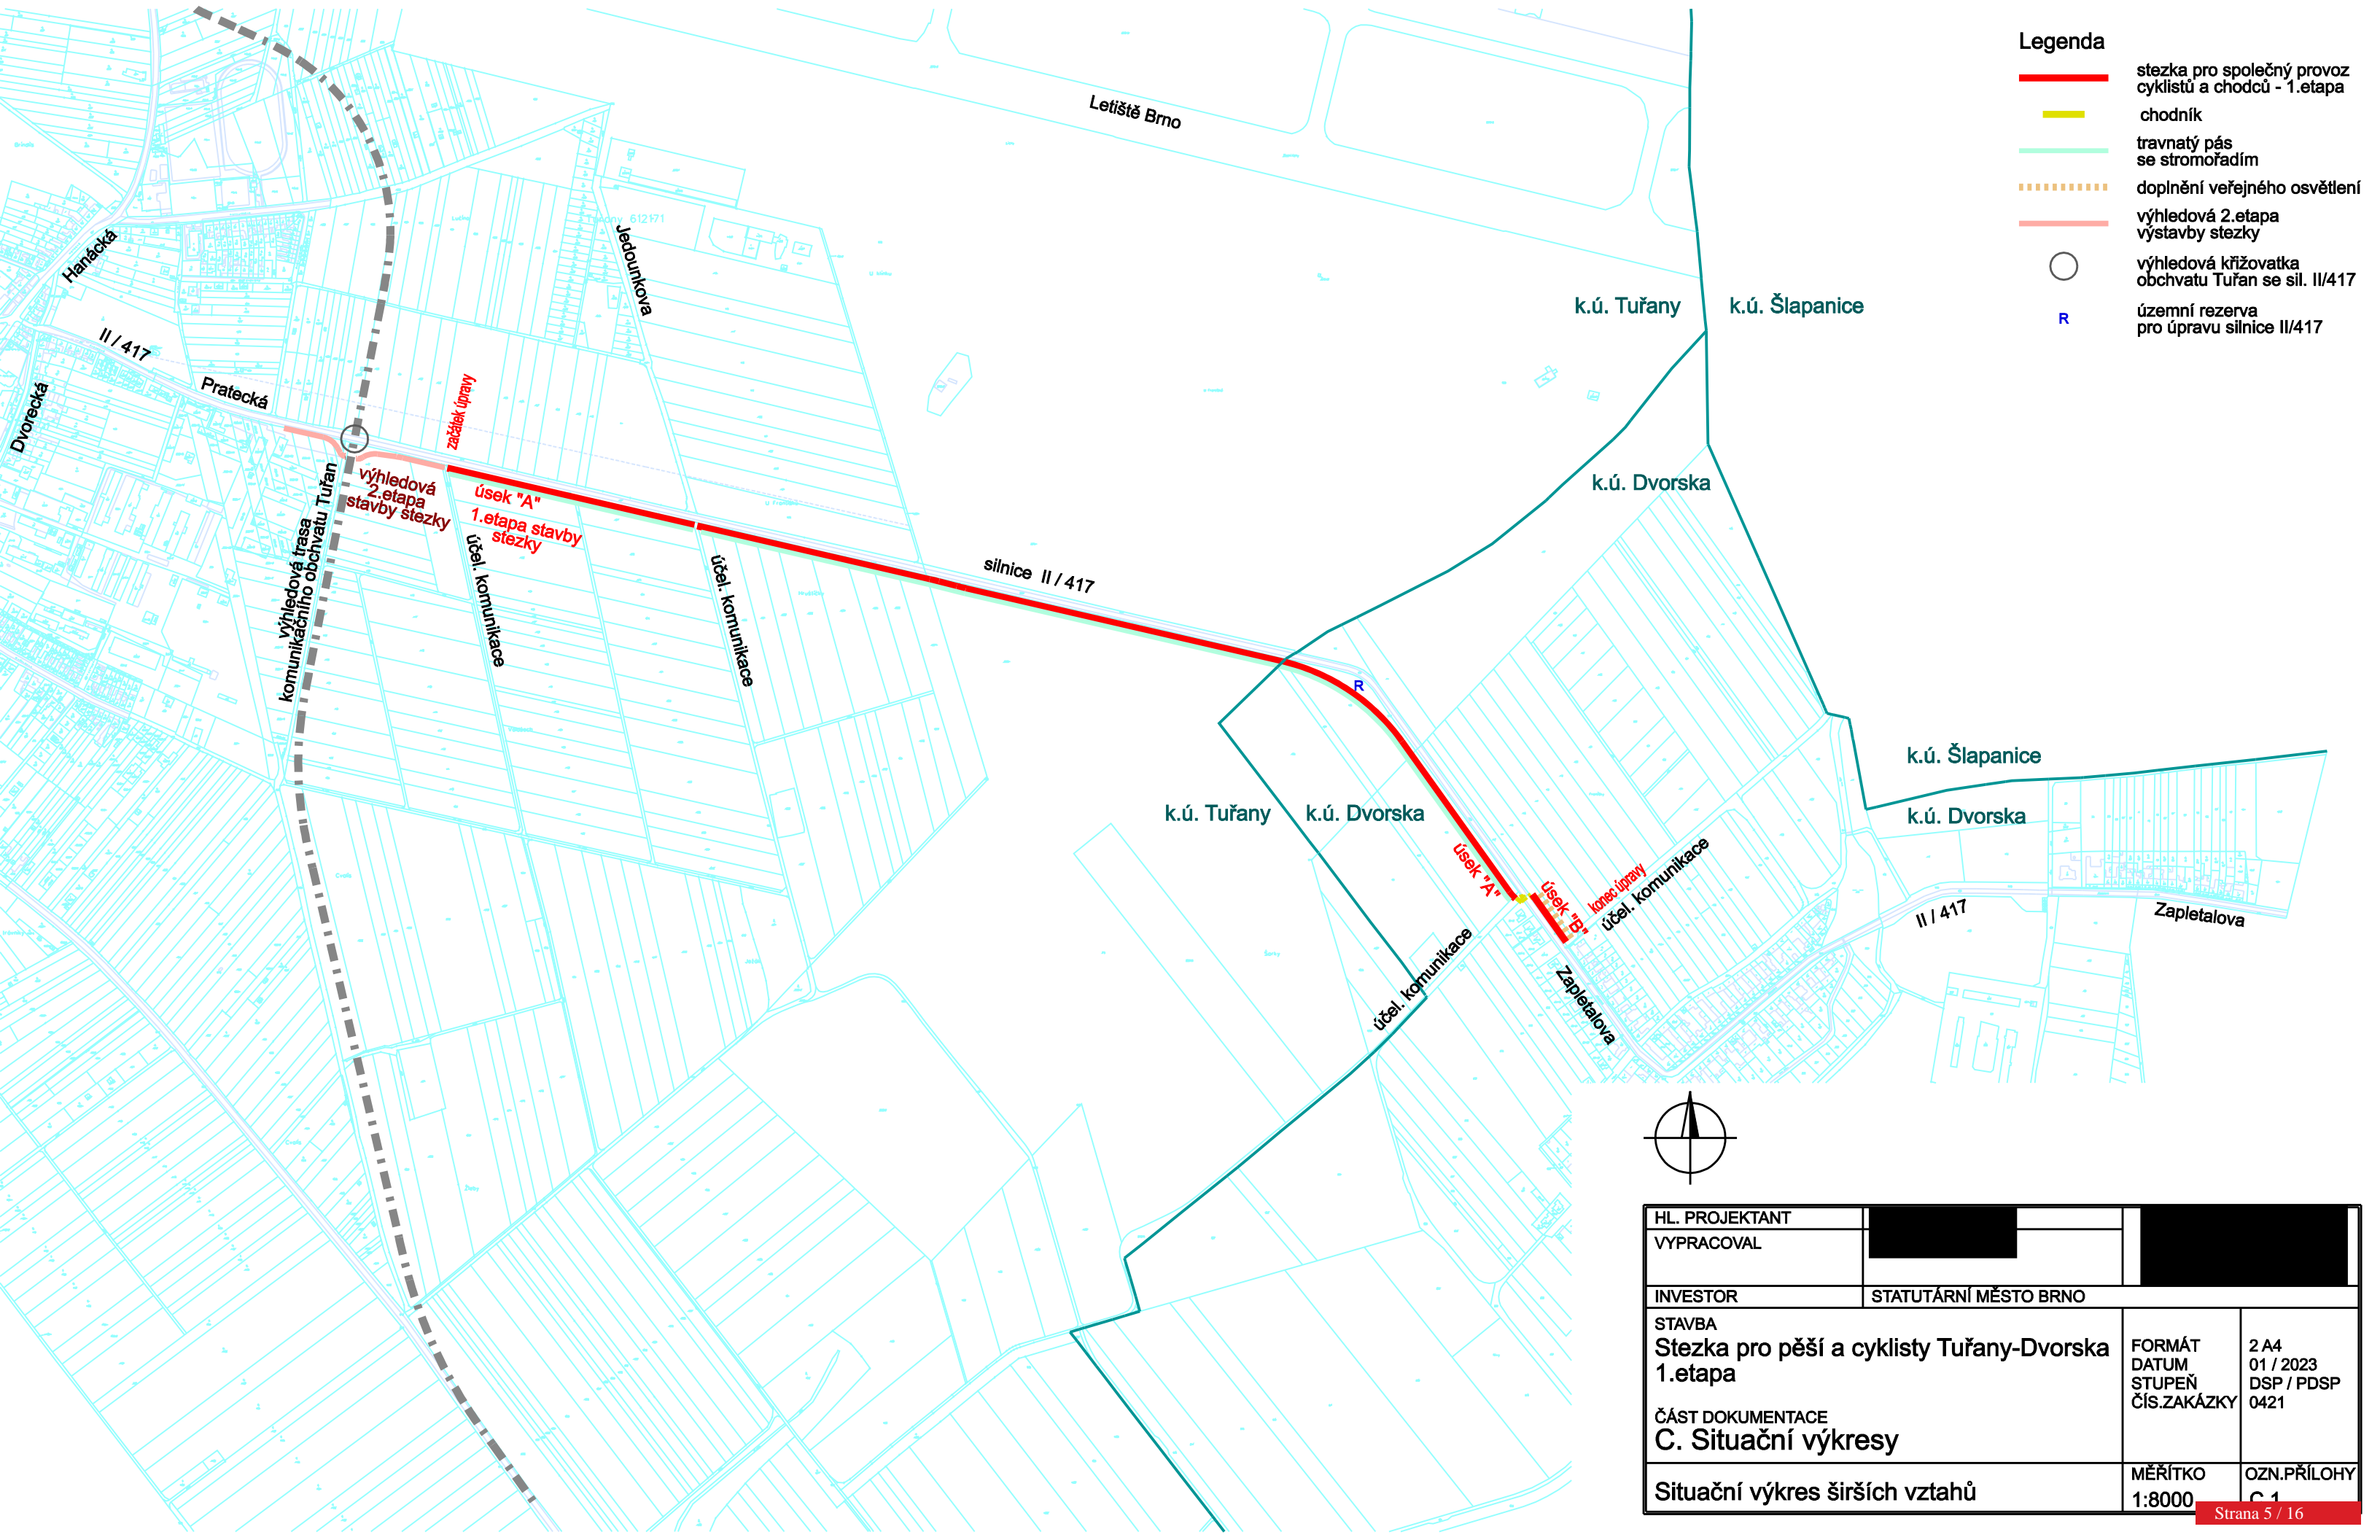 Legenda
stezka pro společný provoz
cyklistů a chodců - 1.etapa
chodník
travnatý pás
se stromořadím
doplnění veřejného osvětlení
výhledová 2.etapa
výstavby stezky
výhledová křižovatka
obchvatu Tuřan se sil. II/417
R
územní rezerva
pro úpravu silnice II/417
Letiště Brno
Hanácká
Jedounkova
k.ú. Tuřany
k.ú. Šlapanice
II / 417
Pratecká
Dvorecká
začátek úpravy
výhledová
2.etapa
stavby stezky
úsek "A"
1.etapa stavby
stezky
k.ú. Dvorska
výhledová trasa
komunikačního obchvatu Tuřan
účel. komunikace
účel. komunikace
silnice II / 417
R
k.ú. Šlapanice
k.ú. Tuřany
k.ú. Dvorska
k.ú. Dvorska
úsek "A"
úsek "B"
konec úpravy
účel. komunikace
účel. komunikace
Zapletalova
II / 417
Zapletalova
HL. PROJEKTANT
VYPRACOVAL
INVESTOR
STATUTÁRNÍ MĚSTO BRNO
STAVBA
Stezka pro pěší a cyklisty Tuřany-Dvorska
1.etapa
FORMÁT 2 A4
DATUM 01 / 2023
STUPEŇ DSP / PDSP
ČÍS.ZAKÁZKY 0421
ČÁST DOKUMENTACE
C. Situační výkresy
Situační výkres širších vztahů
MĚŘÍTKO
1:8000
OZN.PŘÍLOHY
C.1
Strana 5 / 16